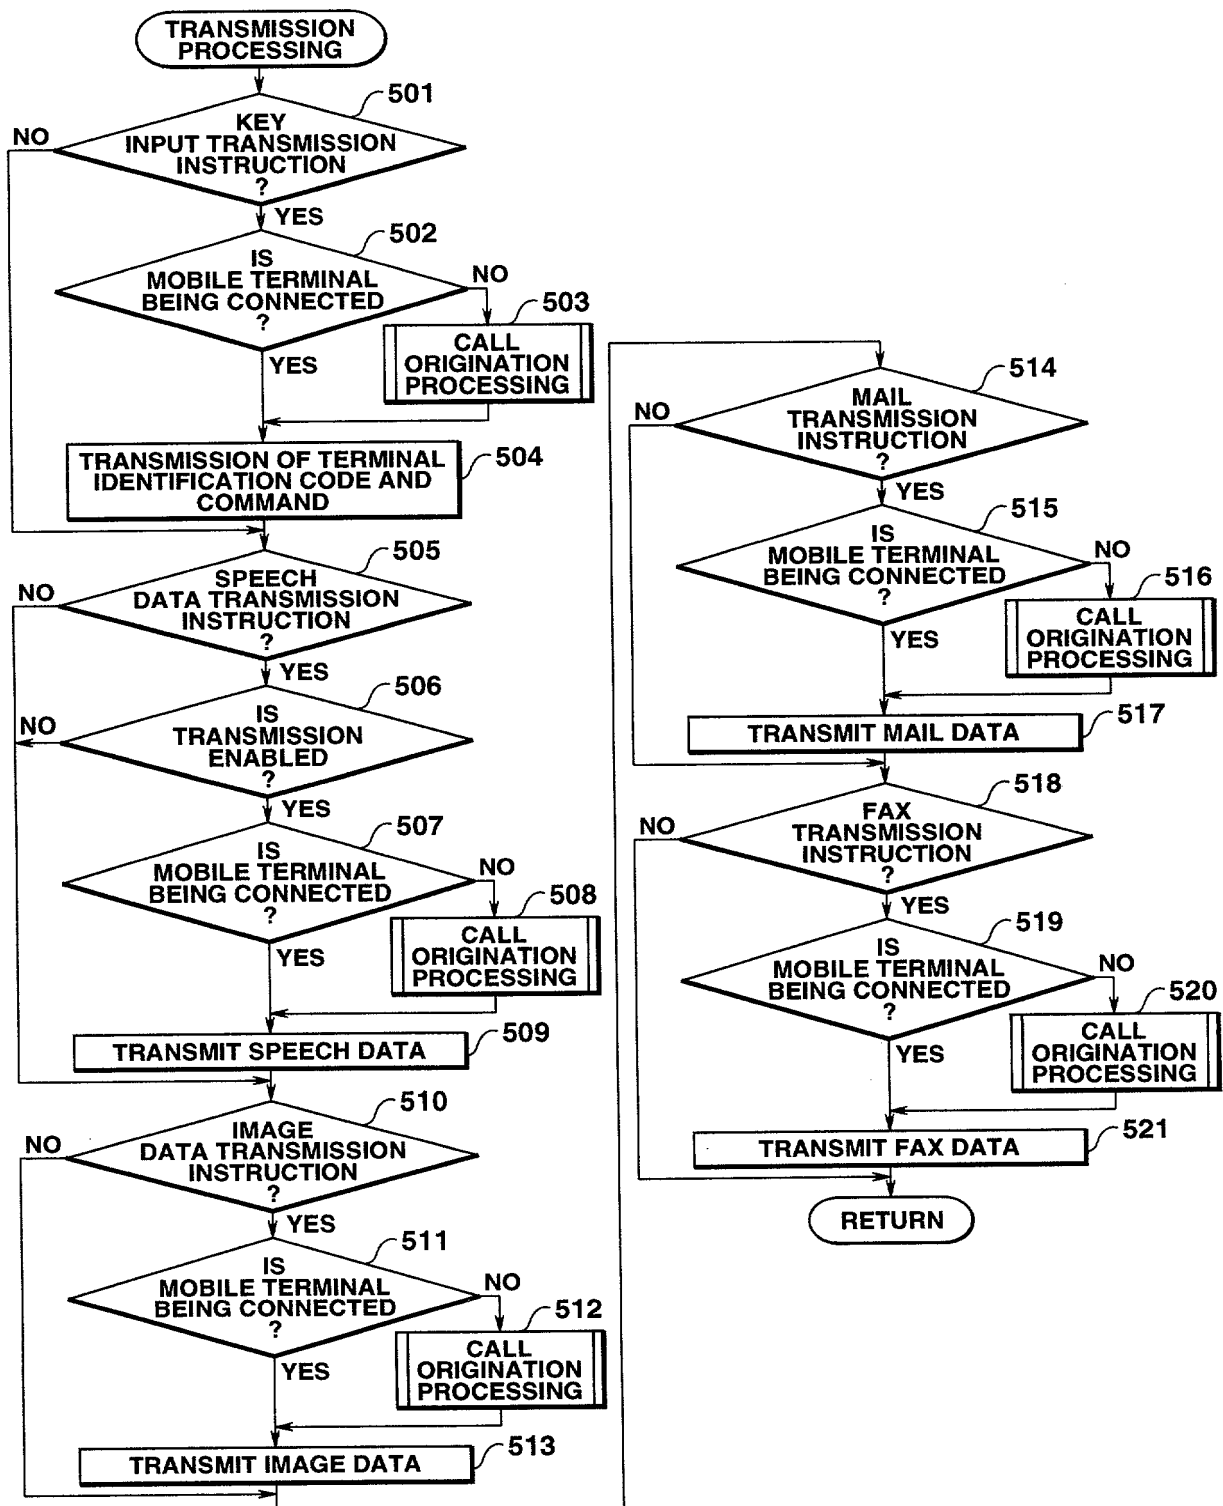 TRANSMISSION
PROCESSING
501
KEY
INPUT TRANSMISSION
INSTRUCTION
?
NO
YES
502
IS
MOBILE TERMINAL
BEING CONNECTED
?
NO
YES
503
CALL
ORIGINATION
PROCESSING
504
TRANSMISSION OF TERMINAL
IDENTIFICATION CODE AND
COMMAND
505
SPEECH
DATA TRANSMISSION
INSTRUCTION
?
NO
YES
506
IS
TRANSMISSION
ENABLED
?
NO
YES
507
IS
MOBILE TERMINAL
BEING CONNECTED
?
NO
YES
508
CALL
ORIGINATION
PROCESSING
509
TRANSMIT SPEECH DATA
510
IMAGE
DATA TRANSMISSION
INSTRUCTION
?
NO
YES
511
IS
MOBILE TERMINAL
BEING CONNECTED
?
NO
YES
512
CALL
ORIGINATION
PROCESSING
513
TRANSMIT IMAGE DATA
514
MAIL
TRANSMISSION
INSTRUCTION
?
NO
YES
515
IS
MOBILE TERMINAL
BEING CONNECTED
?
NO
YES
516
CALL
ORIGINATION
PROCESSING
517
TRANSMIT MAIL DATA
518
FAX
TRANSMISSION
INSTRUCTION
?
NO
YES
519
IS
MOBILE TERMINAL
BEING CONNECTED
?
NO
YES
520
CALL
ORIGINATION
PROCESSING
521
TRANSMIT FAX DATA
RETURN